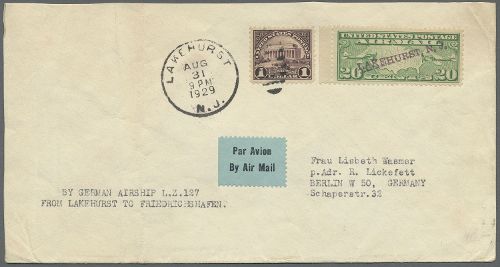 LAKEHURST
AUG
31
9 PM
1929
N.J.
UNITED STATES POSTAGE
1
1
UNITED STATES POSTAGE
AIR MAIL
LAKEHURST, N.J.
20
20
Par Avion
By Air Mail
Frau Lisbeth Wasmer
p.Adr. R. Lickefett
BERLIN W 50, GERMANY
Schaperstr.32
BY GERMAN AIRSHIP L.Z.127
FROM LAKEHURST TO FRIEDRICHSHAFEN.